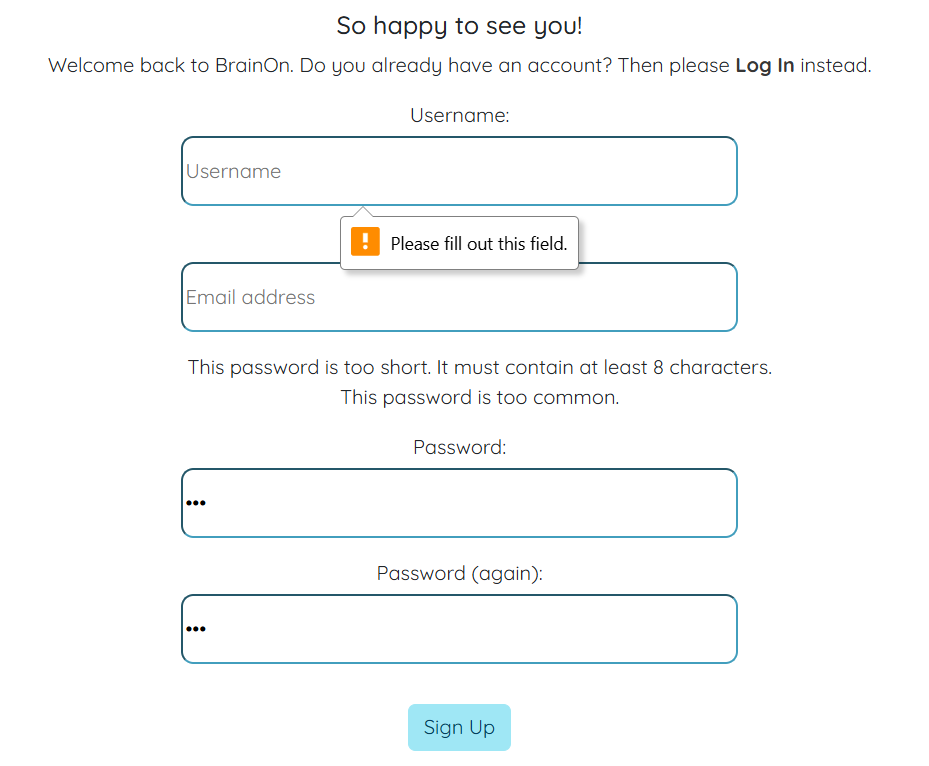 So happy to see you!
Welcome back to BrainOn. Do you already have an account? Then please Log In instead.
Username:
Username
Please fill out this field.
Email address
This password is too short. It must contain at least 8 characters.
This password is too common.
Password:
•••
Password (again):
•••
Sign Up